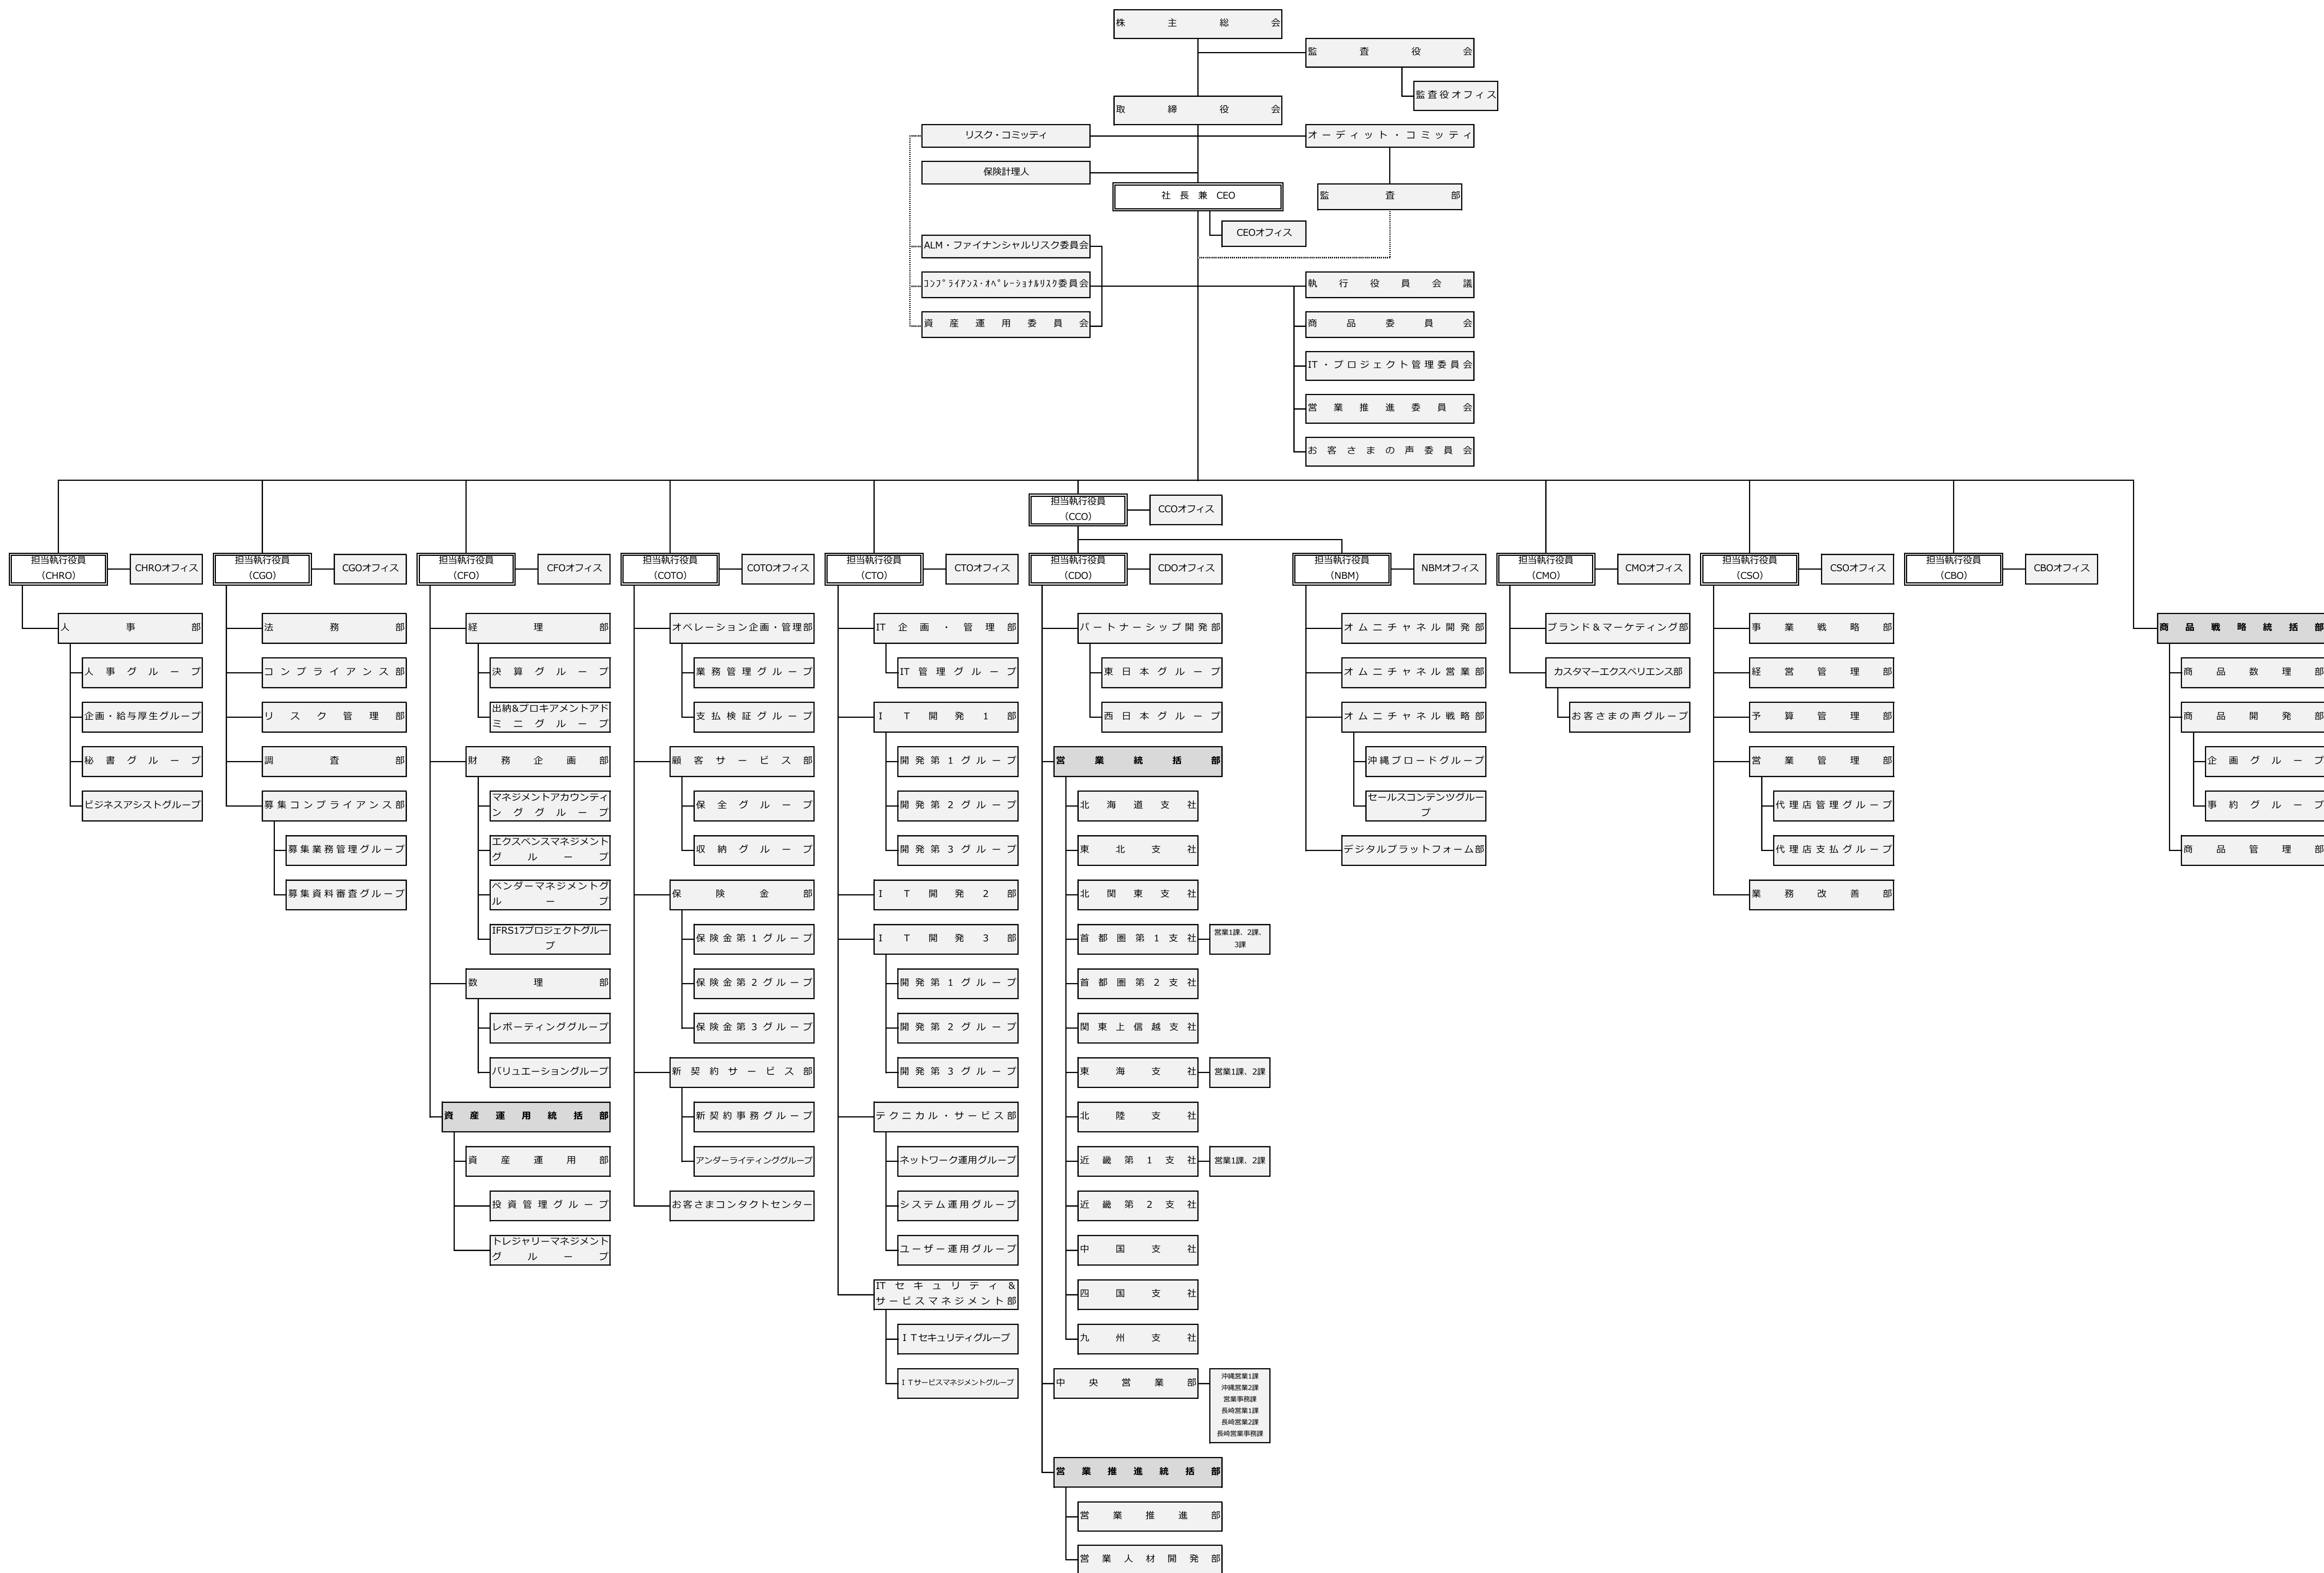 株主総会
監査役会
監査役オフィス
取締役会
リスク・コミッティ
オーディット・コミッティ
保険計理人
社長兼CEO
監査部
CEOオフィス
ALM・ファイナンシャルリスク委員会
ｺﾝﾌﾟﾗｲｱﾝｽ･ｵﾍﾟﾚｰｼｮﾅﾙﾘｽｸ委員会
執行役員会議
資産運用委員会
商品委員会
IT・プロジェクト管理委員会
営業推進委員会
お客さまの声委員会
担当執行役員
（CCO）
CCOオフィス
担当執行役員
（CHRO）
CHROオフィス
人事部
人事グループ
企画・給与厚生グループ
秘書グループ
ビジネスアシストグループ
担当執行役員
（CGO）
CGOオフィス
法務部
コンプライアンス部
リスク管理部
調査部
募集コンプライアンス部
募集業務管理グループ
募集資料審査グループ
担当執行役員
（CFO）
CFOオフィス
経理部
決算グループ
出納&プロキアメントアド
ミニグループ
財務企画部
マネジメントアカウンティ
ンググループ
エクスペンスマネジメント
グループ
ベンダーマネジメントグ
ループ
IFRS17プロジェクトグルー
プ
数理部
レポーティンググループ
バリュエーショングループ
資産運用統括部
資産運用部
投資管理グループ
トレジャリーマネジメント
グループ
担当執行役員
（COTO）
COTOオフィス
オペレーション企画・管理部
業務管理グループ
支払検証グループ
顧客サービス部
保全グループ
収納グループ
保険金部
保険金第1グループ
保険金第2グループ
保険金第3グループ
新契約サービス部
新契約事務グループ
アンダーライティンググループ
お客さまコンタクトセンター
担当執行役員
（CTO）
CTOオフィス
IT企画・管理部
IT管理グループ
IT開発1部
開発第1グループ
開発第2グループ
開発第3グループ
IT開発2部
IT開発3部
開発第1グループ
開発第2グループ
開発第3グループ
テクニカル・サービス部
ネットワーク運用グループ
システム運用グループ
ユーザー運用グループ
ITセキュリティ&
サービスマネジメント部
ＩＴセキュリティグループ
ＩＴサービスマネジメントグループ
担当執行役員
（CDO）
CDOオフィス
パートナーシップ開発部
東日本グループ
西日本グループ
営業統括部
北海道支社
東北支社
北関東支社
首都圏第1支社
営業1課、2課、
3課
首都圏第2支社
関東上信越支社
東海支社
営業1課、2課
北陸支社
近畿第1支社
営業1課、2課
近畿第2支社
中国支社
四国支社
九州支社
中央営業部
沖縄営業1課
沖縄営業2課
営業事務課
長崎営業1課
長崎営業2課
長崎営業事務課
営業推進統括部
営業推進部
営業人材開発部
担当執行役員
（NBM）
NBMオフィス
オムニチャネル開発部
オムニチャネル営業部
オムニチャネル戦略部
沖縄ブロードグループ
セールスコンテンツグルー
プ
デジタルプラットフォーム部
担当執行役員
（CMO）
CMOオフィス
ブランド＆マーケティング部
カスタマーエクスペリエンス部
お客さまの声グループ
担当執行役員
（CSO）
CSOオフィス
事業戦略部
経営管理部
予算管理部
営業管理部
代理店管理グループ
代理店支払グループ
業務改善部
担当執行役員
（CBO）
CBOオフィス
商品戦略統括部
商品数理部
商品開発部
企画グループ
事約グループ
商品管理部